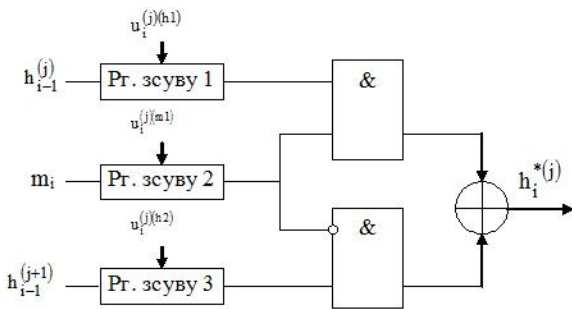 u_i^{(j)(h1)}
h_{i-1}^{(j)} Рг. зсуву 1 &
u_i^{(j)(m1)}
m_i Рг. зсуву 2 h_i^{*(j)}
u_i^{(j)(h2)} &
h_{i-1}^{(j+1)} Рг. зсуву 3